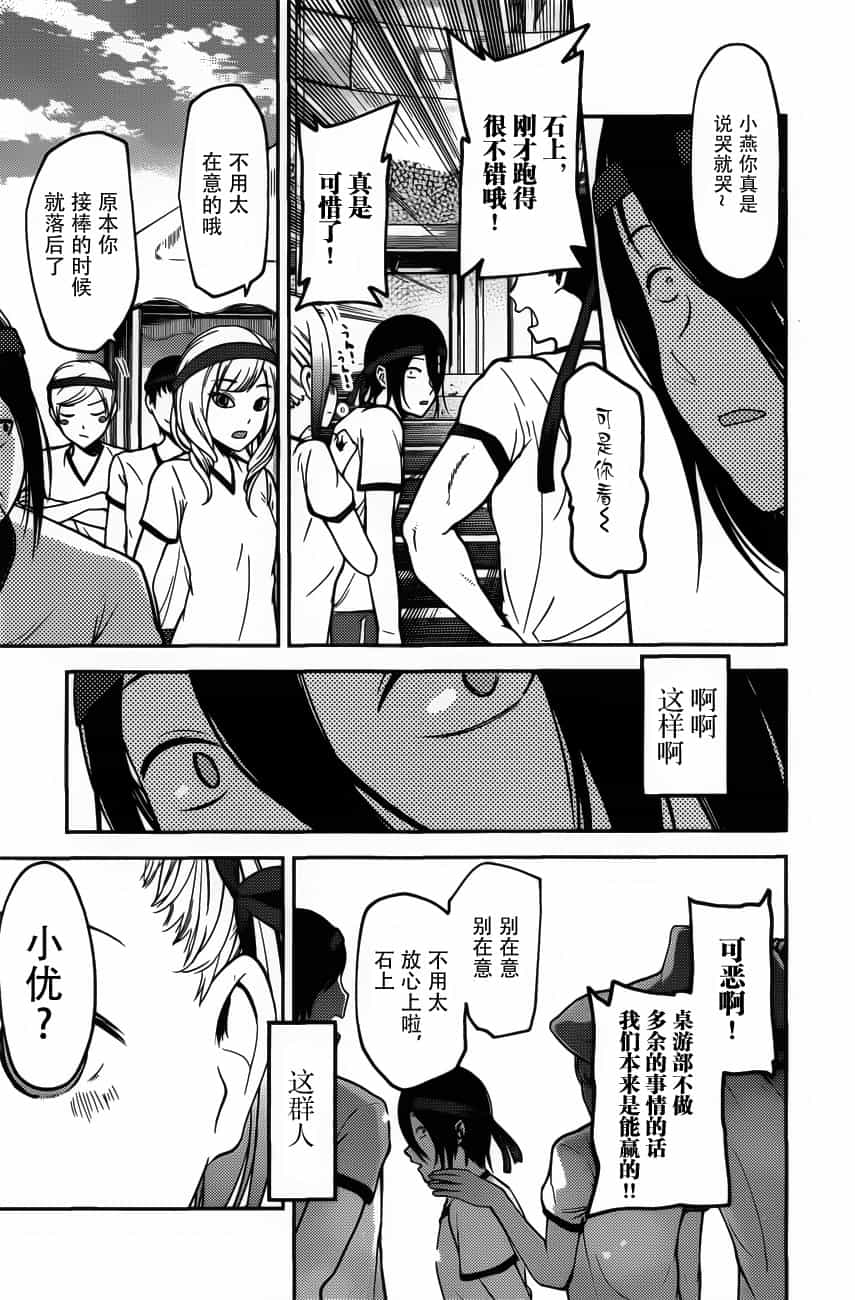 小燕你真是
说哭就哭~
石上，
刚才跑得
很不错哦！
真是
可惜了！
可是你看~
不用太
在意的哦
原本你
接棒的时候
就落后了
啊啊
这样啊
可恶啊！
桌游部不做
多余的事情的话
我们本来是能赢的!!
别在意
别在意
不用太
放心上啦，
石上
这群人
小优?